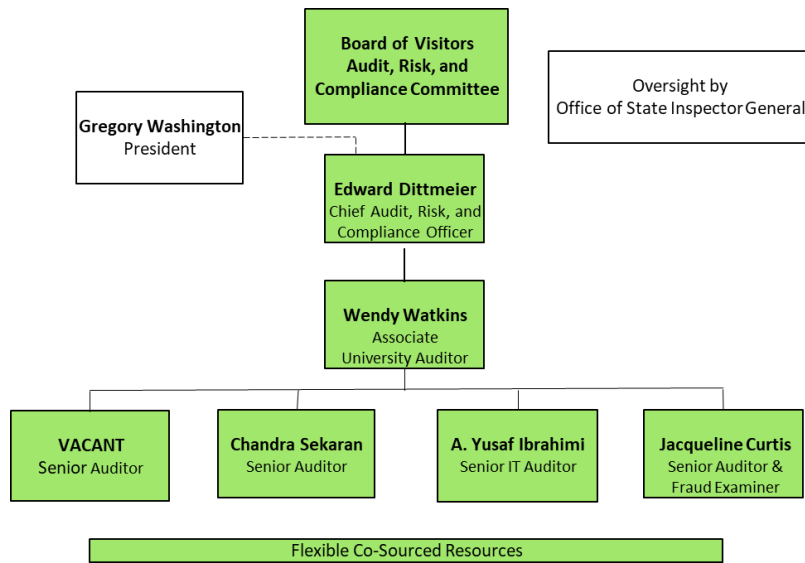 Board of Visitors
Audit, Risk, and
Compliance Committee
Oversight by
Office of State Inspector General
Gregory Washington
President
Edward Dittmeier
Chief Audit, Risk, and
Compliance Officer
Wendy Watkins
Associate
University Auditor
VACANT
Senior Auditor
Chandra Sekaran
Senior Auditor
A. Yusaf Ibrahimi
Senior IT Auditor
Jacqueline Curtis
Senior Auditor &
Fraud Examiner
Flexible Co-Sourced Resources